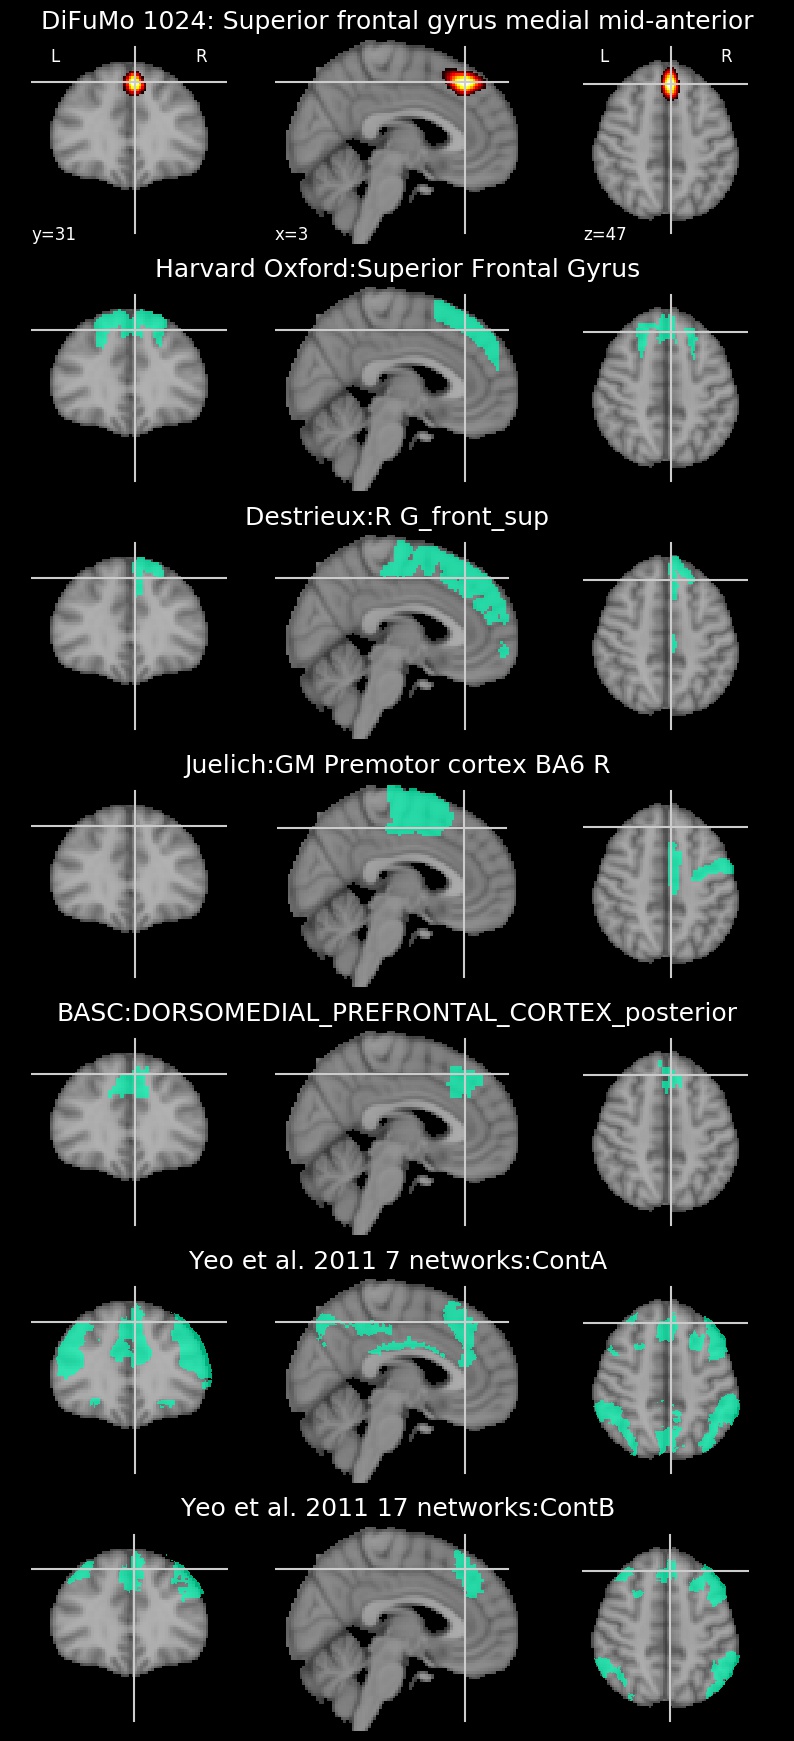 DiFuMo 1024: Superior frontal gyrus medial mid-anterior
L R L R
y=31 x=3 z=47
Harvard Oxford:Superior Frontal Gyrus
Destrieux:R G_front_sup
Juelich:GM Premotor cortex BA6 R
BASC:DORSOMEDIAL_PREFRONTAL_CORTEX_posterior
Yeo et al. 2011 7 networks:ContA
Yeo et al. 2011 17 networks:ContB